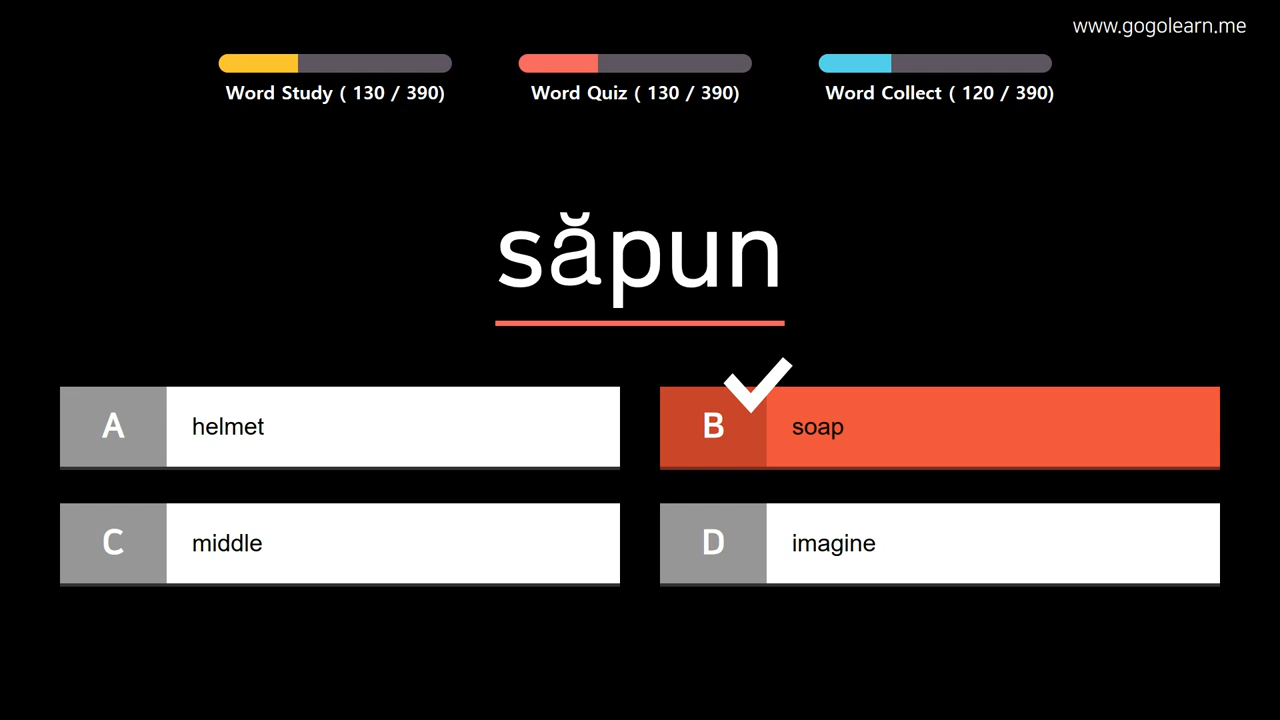 www.gogolearn.me
Word Study ( 130 / 390)
Word Quiz ( 130 / 390)
Word Collect ( 120 / 390)
săpun
A helmet
B soap
C middle
D imagine